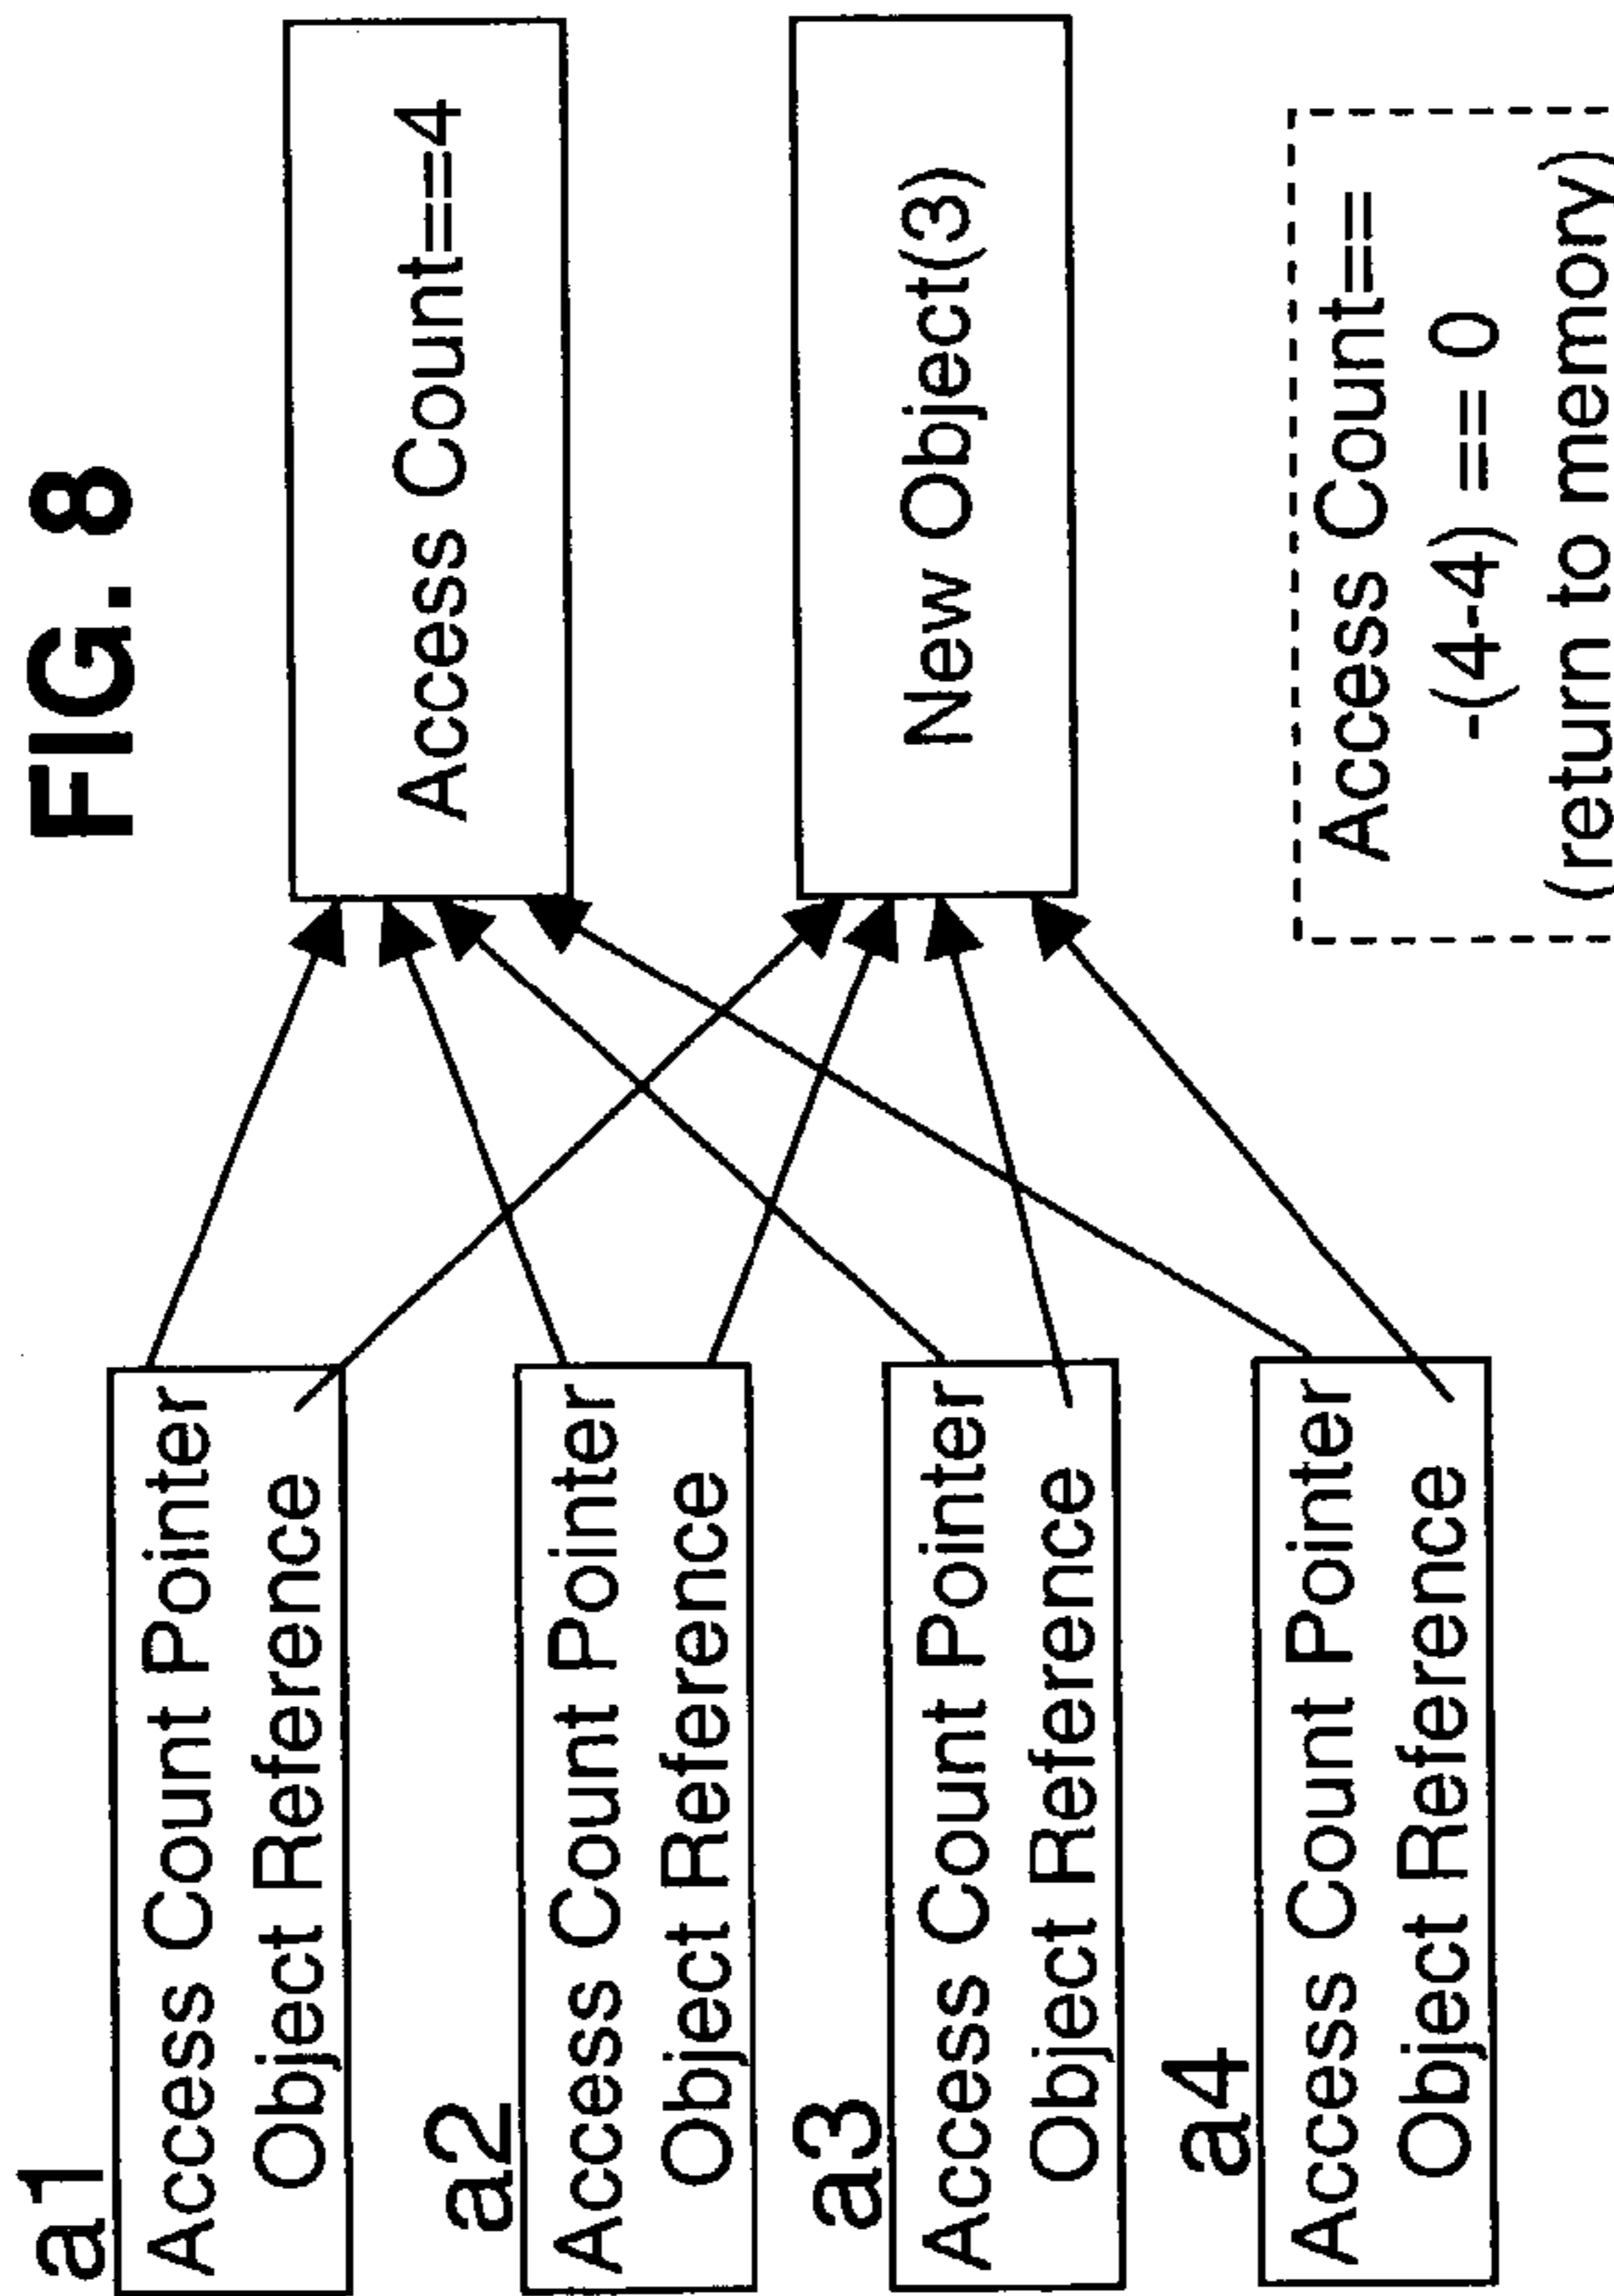 FIG. 8
a1
Access Count Pointer
Object Reference
a2
Access Count Pointer
Object Reference
a3
Access Count Pointer
Object Reference
a4
Access Count Pointer
Object Reference
Access Count==4
New Object(3)
Access Count==
-(4-4) == 0
(return to memory)